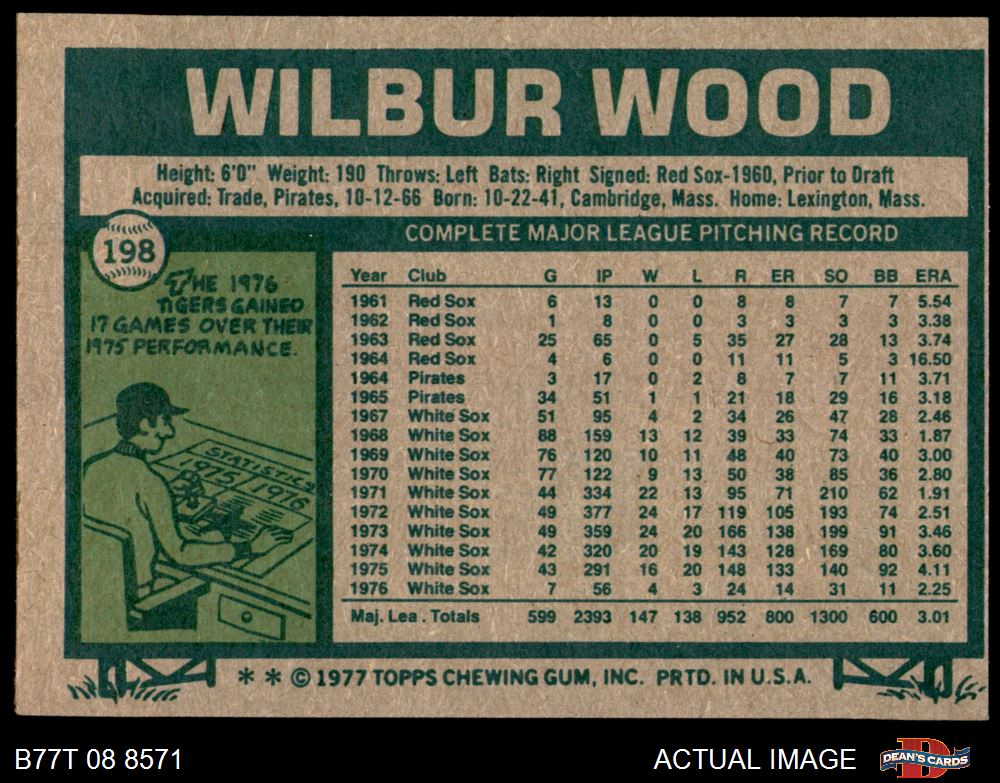 WILBUR WOOD
Height: 6'0" Weight: 190 Throws: Left Bats: Right Signed: Red Sox-1960, Prior to Draft
Acquired: Trade, Pirates, 10-12-66 Born: 10-22-41, Cambridge, Mass. Home: Lexington, Mass.
198
THE 1976
TIGERS GAINED
17 GAMES OVER THEIR
1975 PERFORMANCE.
STATISTICS
1975 1976
COMPLETE MAJOR LEAGUE PITCHING RECORD
Year Club G IP W L R ER SO BB ERA
1961 Red Sox 6 13 0 0 8 8 7 7 5.54
1962 Red Sox 1 8 0 0 3 3 3 3 3.38
1963 Red Sox 25 65 0 5 35 27 28 13 3.74
1964 Red Sox 4 6 0 0 11 11 5 3 16.50
1964 Pirates 3 17 0 2 8 7 7 11 3.71
1965 Pirates 34 51 1 1 21 18 29 16 3.18
1967 White Sox 51 95 4 2 34 26 47 28 2.46
1968 White Sox 88 159 13 12 39 33 74 33 1.87
1969 White Sox 76 120 10 11 48 40 73 40 3.00
1970 White Sox 77 122 9 13 50 38 85 36 2.80
1971 White Sox 44 334 22 13 95 71 210 62 1.91
1972 White Sox 49 377 24 17 119 105 193 74 2.51
1973 White Sox 49 359 24 20 166 138 199 91 3.46
1974 White Sox 42 320 20 19 143 128 169 80 3.60
1975 White Sox 43 291 16 20 148 133 140 92 4.11
1976 White Sox 7 56 4 3 24 14 31 11 2.25
Maj. Lea . Totals 599 2393 147 138 952 800 1300 600 3.01
* * © 1977 TOPPS CHEWING GUM, INC. PRTD. IN U.S.A.
B77T 08 8571
ACTUAL IMAGE
DEAN'S CARDS